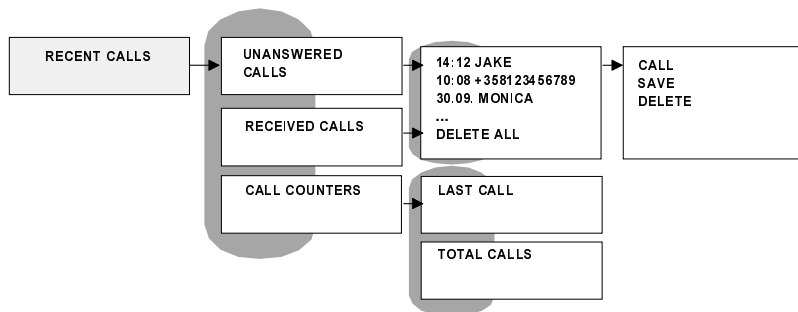 RECENT CALLS
UNANSWERED
CALLS
RECEIVED CALLS
CALL COUNTERS
14:12 JAKE
10:08 +358123456789
30.09. MONICA
...
DELETE ALL
LAST CALL
TOTAL CALLS
CALL
SAVE
DELETE